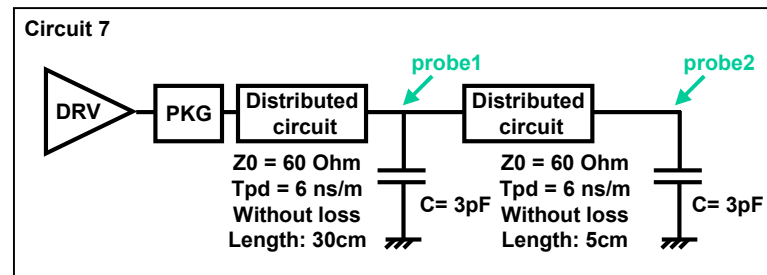 Circuit 7
probe1
probe2
DRV
PKG
Distributed
circuit
Distributed
circuit
Z0 = 60 Ohm
Tpd = 6 ns/m
Without loss
Length: 30cm
C= 3pF
Z0 = 60 Ohm
Tpd = 6 ns/m
Without loss
Length: 5cm
C= 3pF